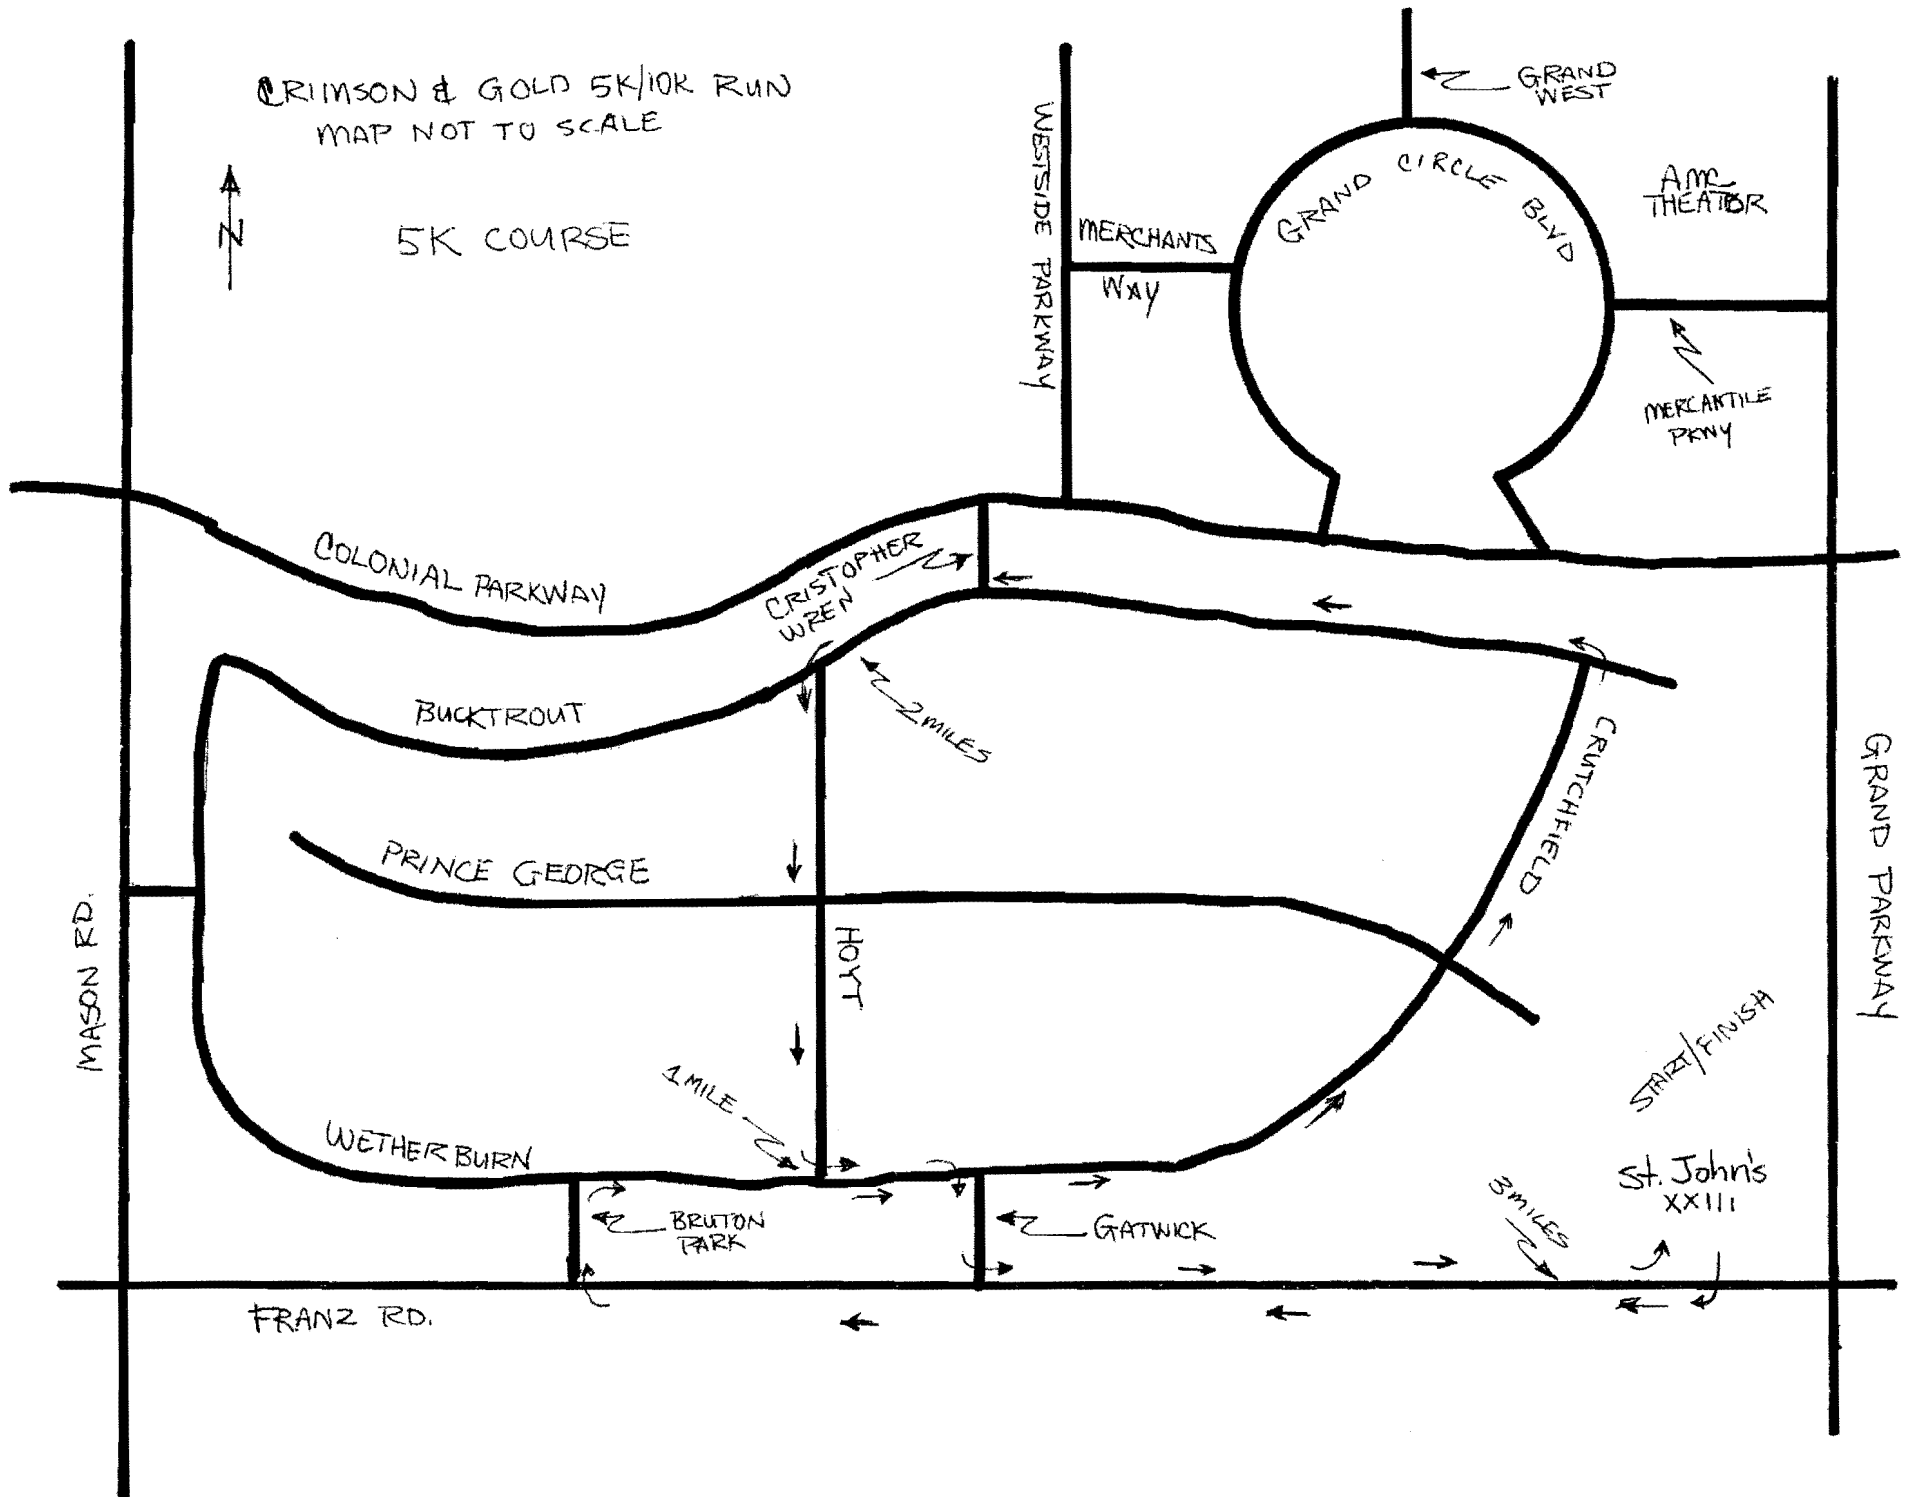 CRIMSON & GOLD 5K/10K RUN
MAP NOT TO SCALE
N
5K COURSE
GRAND
WEST
WESTSIDE PARKWAY
GRAND CIRCLE BLVD
AMC
THEATOR
MERCHANTS
WAY
MERCANTILE
PKWY
COLONIAL PARKWAY
CRISTOPHER
WREN
BUCKTROUT
2 MILES
CRUTCHFIELD
GRAND PARKWAY
PRINCE GEORGE
MASON RD.
HOYT
START/FINISH
1 MILE
WETHERBURN
St. John's
XXIII
3 MILES
BRUTON
PARK
GATWICK
FRANZ RD.